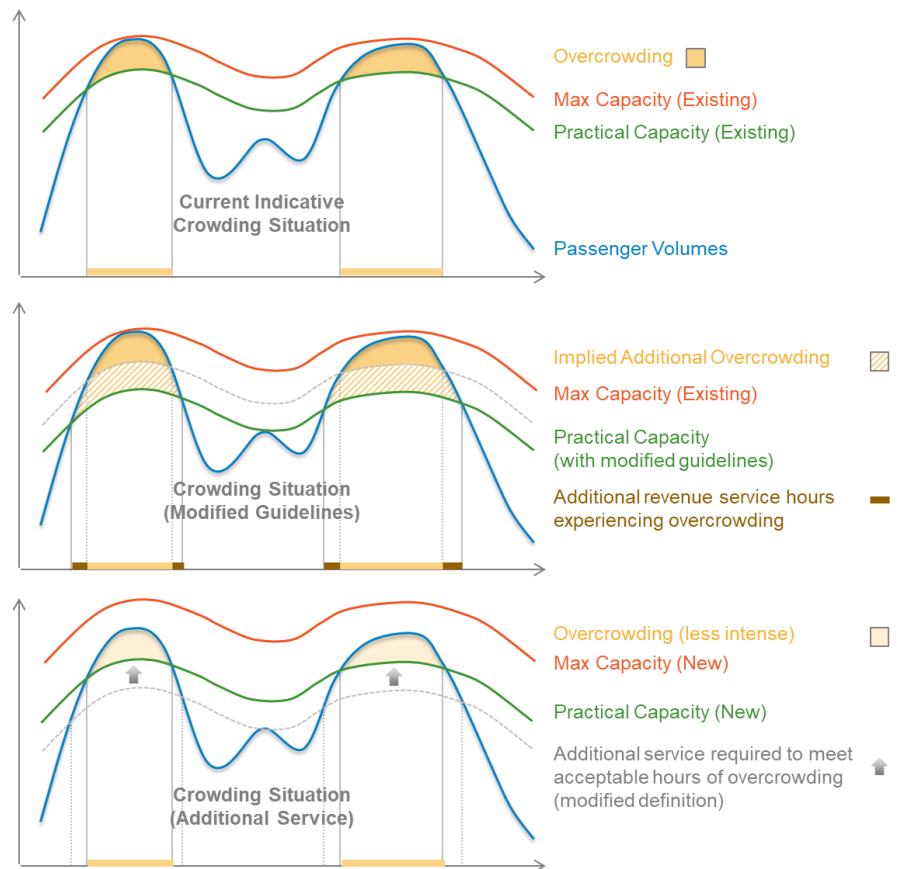 Overcrowding
Max Capacity (Existing)
Practical Capacity (Existing)
Current Indicative
Crowding Situation
Passenger Volumes
Implied Additional Overcrowding
Max Capacity (Existing)
Practical Capacity
(with modified guidelines)
Crowding Situation
(Modified Guidelines)
Additional revenue service hours
experiencing overcrowding
Overcrowding (less intense)
Max Capacity (New)
Practical Capacity (New)
Additional service required to meet
acceptable hours of overcrowding
(modified definition)
Crowding Situation
(Additional Service)